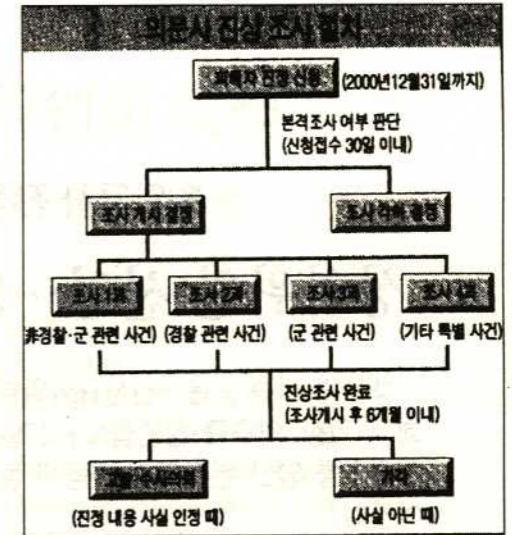 의문사 진상 조사 절차
피해자 진정 신청 (2000년12월31일까지)
본격조사 여부 판단
(신청접수 30일 이내)
조사 개시 결정 조사 각하 결정
조사 1과 조사 2과 조사 3과 조사 4과
(非경찰·군 관련 사건) (경찰 관련 사건) (군 관련 사건) (기타 특별 사건)
진상조사 완료
(조사개시 후 6개월 이내)
고발·수사의뢰 기각
(진정 내용 사실 인정 때) (사실 아닌 때)